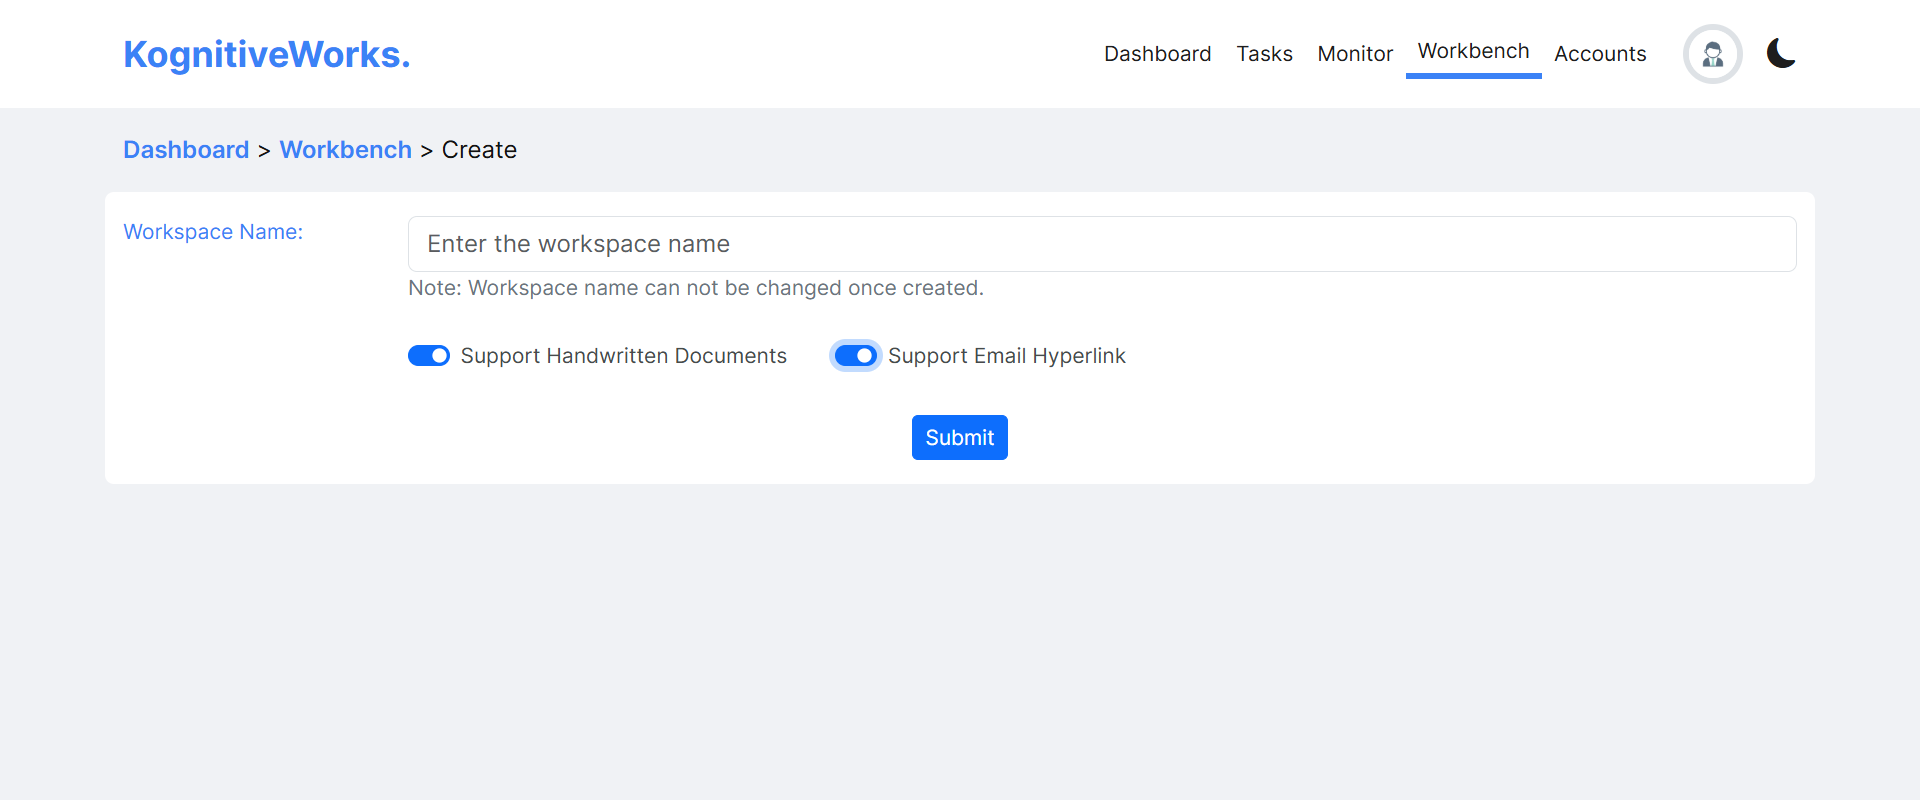 KognitiveWorks.
Dashboard Tasks Monitor Workbench Accounts
Dashboard > Workbench > Create
Workspace Name:
Enter the workspace name
Note: Workspace name can not be changed once created.
Support Handwritten Documents Support Email Hyperlink
Submit